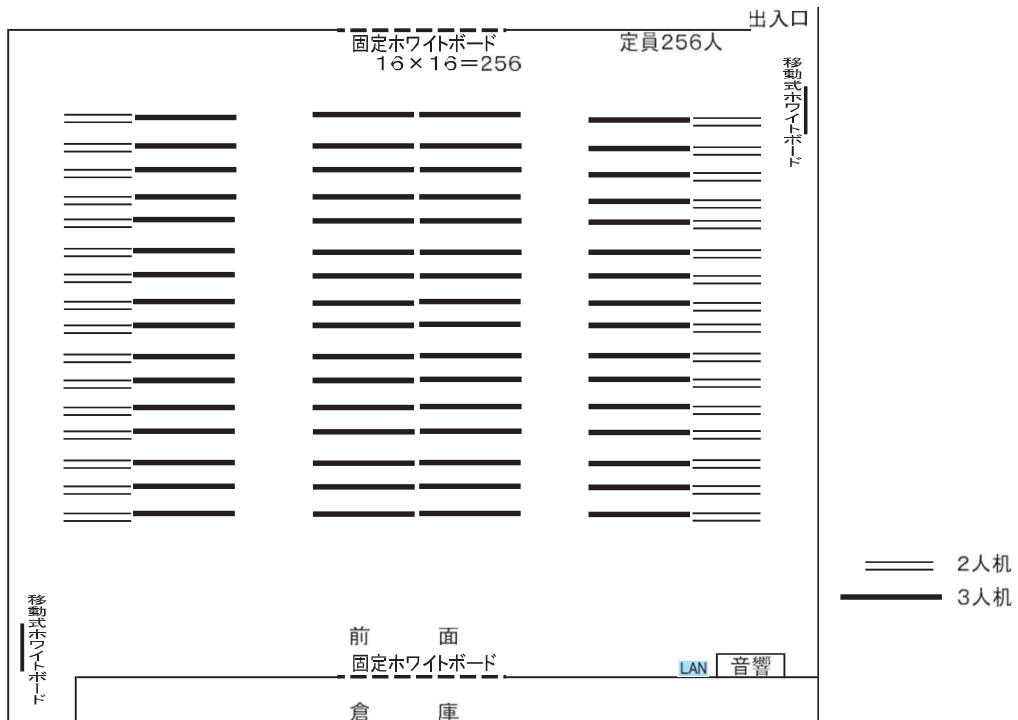 出入口
固定ホワイトボード
定員256人
16×16=256
移動式ホワイトボード
2人机
3人机
移動式ホワイトボード
前 面
固定ホワイトボード
LAN
音響
倉 庫